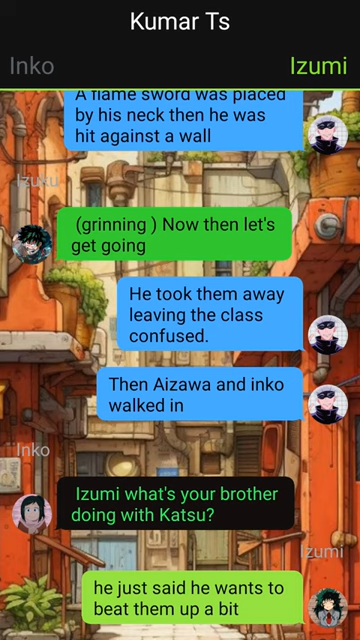 Kumar Ts
Inko Izumi
A flame sword was placed
by his neck then he was
hit against a wall
Izuku
(grinning ) Now then let's
get going
He took them away
leaving the class
confused.
Then Aizawa and inko
walked in
Inko
Izumi what's your brother
doing with Katsu?
Izumi
he just said he wants to
beat them up a bit